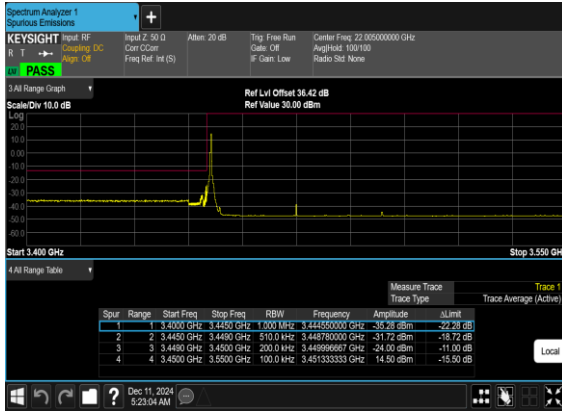 Spectrum Analyzer 1
Spurious Emissions
+
KEYSIGHT Input: RF Input Z: 50 Ω Atten: 20 dB Trig: Free Run Center Freq: 22.005000000 GHz
R T Coupling: DC Corr CCorr Gate: Off Avg|Hold: 100/100
Align: Off Freq Ref: Int (S) IF Gain: Low Radio Std: None
PASS
3 All Range Graph
Ref Lvl Offset 36.42 dB
Scale/Div 10.0 dB Ref Value 30.00 dBm
Log
20.0
10.0
0.00
-10.0
-20.0
-30.0
-40.0
-50.0
-60.0
Start 3.400 GHz Stop 3.550 GH
4 All Range Table
Measure Trace Trace 1
Trace Type Trace Average (Active)
Spur Range Start Freq Stop Freq RBW Frequency Amplitude ΔLimit
1 1 3.4000 GHz 3.4450 GHz 1.000 MHz 3.444550000 GHz -35.28 dBm -22.28 dB
2 2 3.4450 GHz 3.4490 GHz 510.0 kHz 3.448780000 GHz -31.72 dBm -18.72 dB
3 3 3.4490 GHz 3.4500 GHz 200.0 kHz 3.449996667 GHz -24.00 dBm -11.00 dB
4 4 3.4500 GHz 3.5500 GHz 100.0 kHz 3.451333333 GHz 14.50 dBm -15.50 dB
Local
? Dec 11, 2024
5:23:04 AM